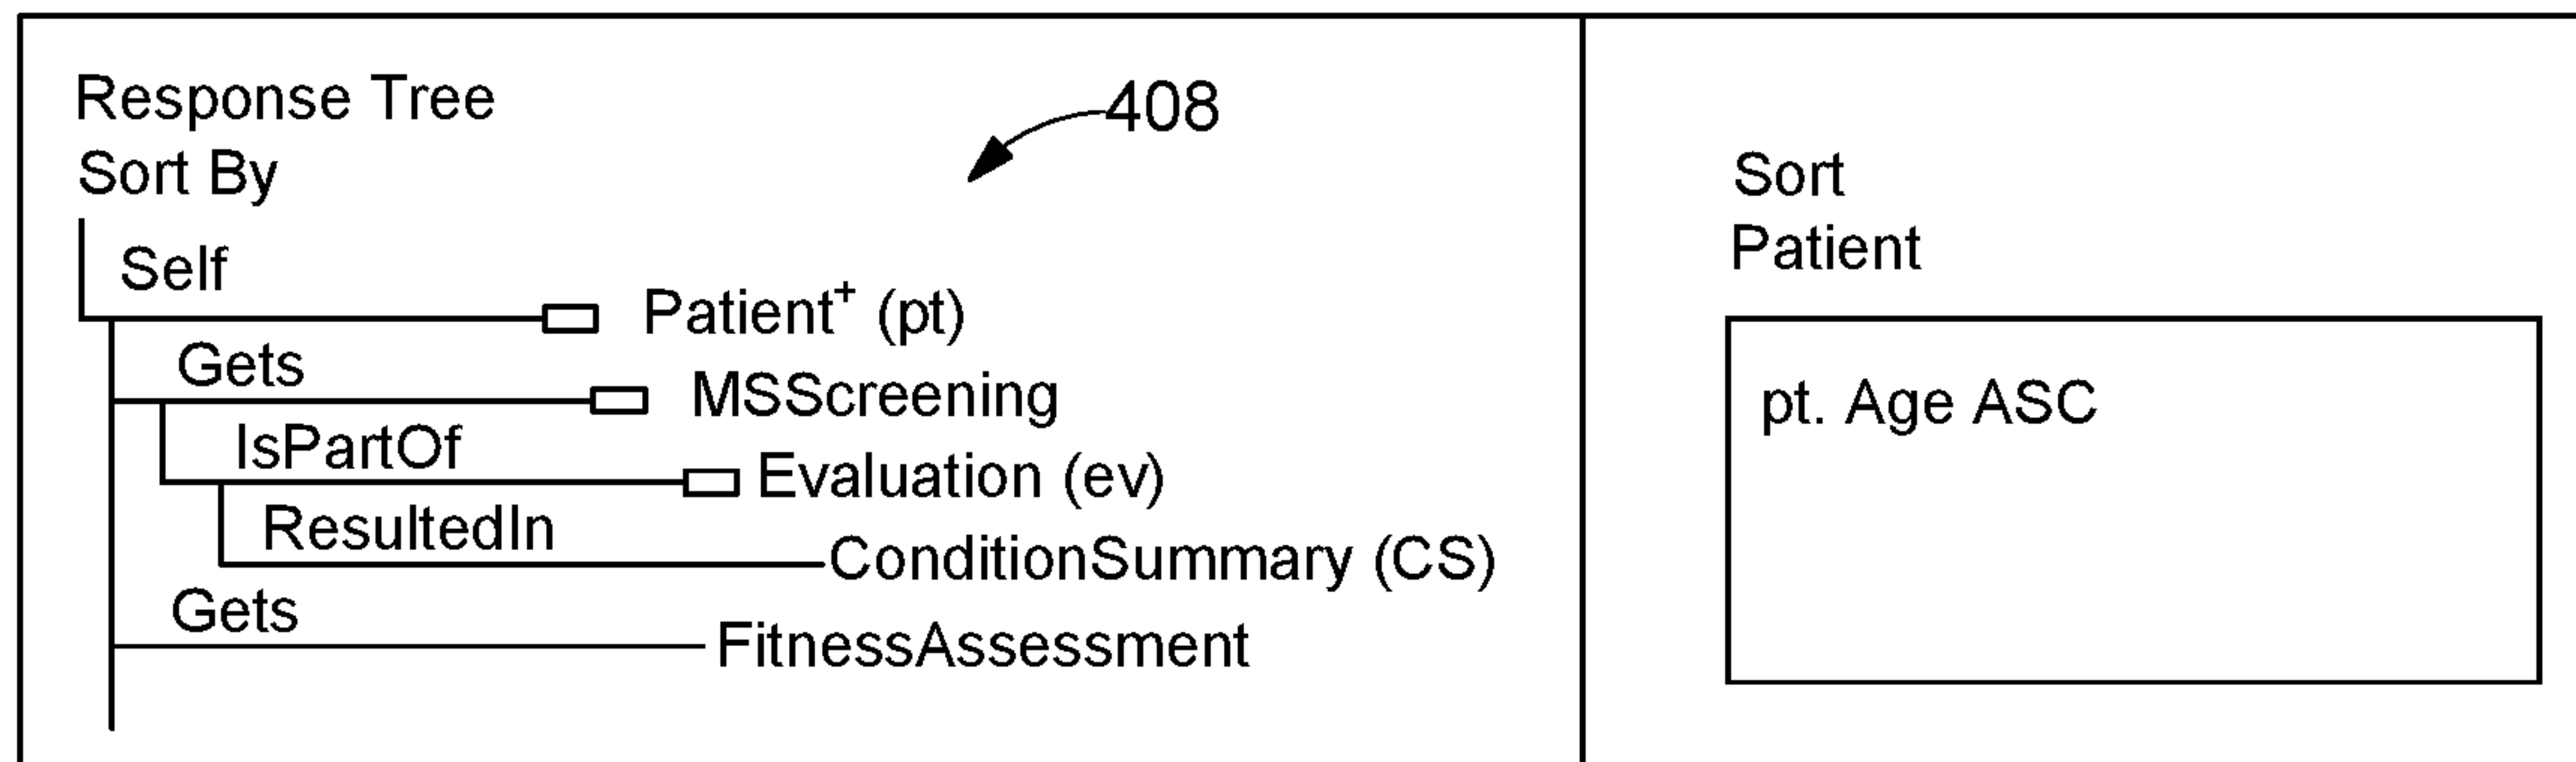 Response Tree
408
Sort By
Self
Patient⁺ (pt)
Gets
MSScreening
IsPartOf
Evaluation (ev)
ResultedIn
ConditionSummary (CS)
Gets
FitnessAssessment
Sort
Patient
pt. Age ASC